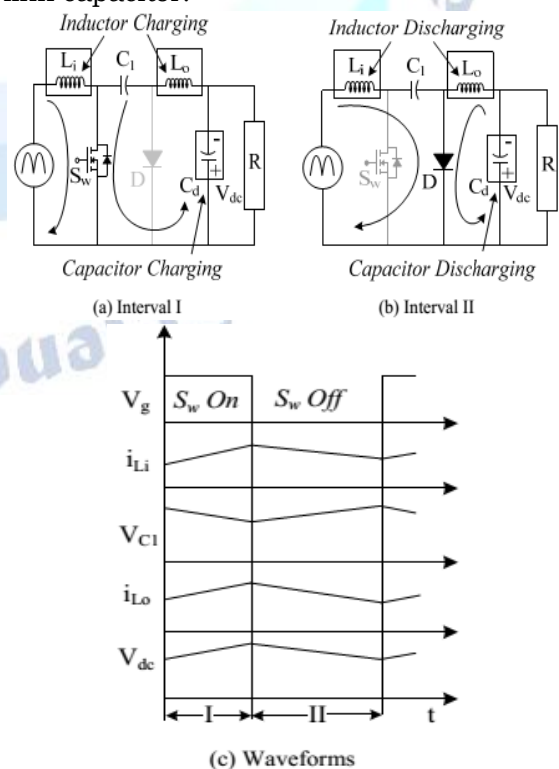 Inductor Charging
Li C1 Lo
Sw D Cd - + Vdc R
Capacitor Charging
(a) Interval I
Inductor Discharging
Li C1 Lo
Sw D Cd - + Vdc R
Capacitor Discharging
(b) Interval II
Vg Sw On Sw Off
iLi
VC1
iLo
Vdc
I II t
(c) Waveforms